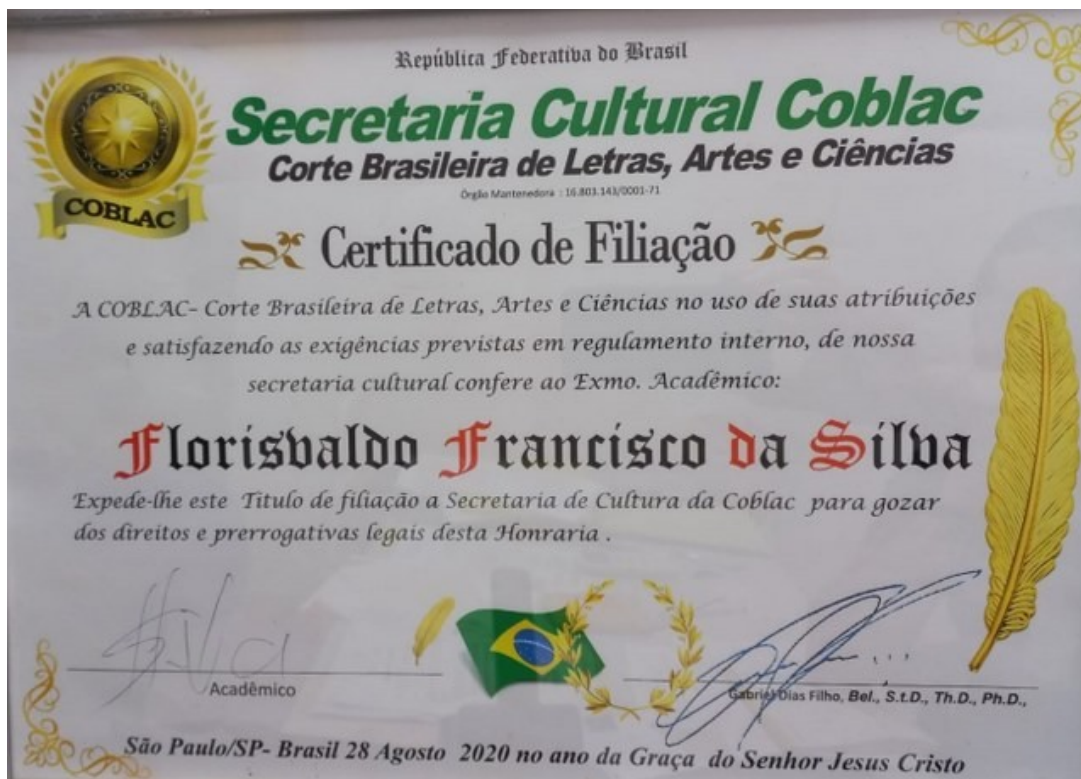 República Federativa do Brasil
Secretaria Cultural Coblac
Corte Brasileira de Letras, Artes e Ciências
Órgão Mantenedora : 16.803.143/0001-71
COBLAC
Certificado de Filiação
A COBLAC- Corte Brasileira de Letras, Artes e Ciências no uso de suas atribuições
e satisfazendo as exigências previstas em regulamento interno, de nossa
secretaria cultural confere ao Exmo. Acadêmico:
Florisvaldo Francisco da Silva
Expede-lhe este Titulo de filiação a Secretaria de Cultura da Coblac para gozar
dos direitos e prerrogativas legais desta Honraria .
Acadêmico
Gabriel Dias Filho, Bel., S.t.D., Th.D., Ph.D.,
São Paulo/SP- Brasil 28 Agosto 2020 no ano da Graça do Senhor Jesus Cristo